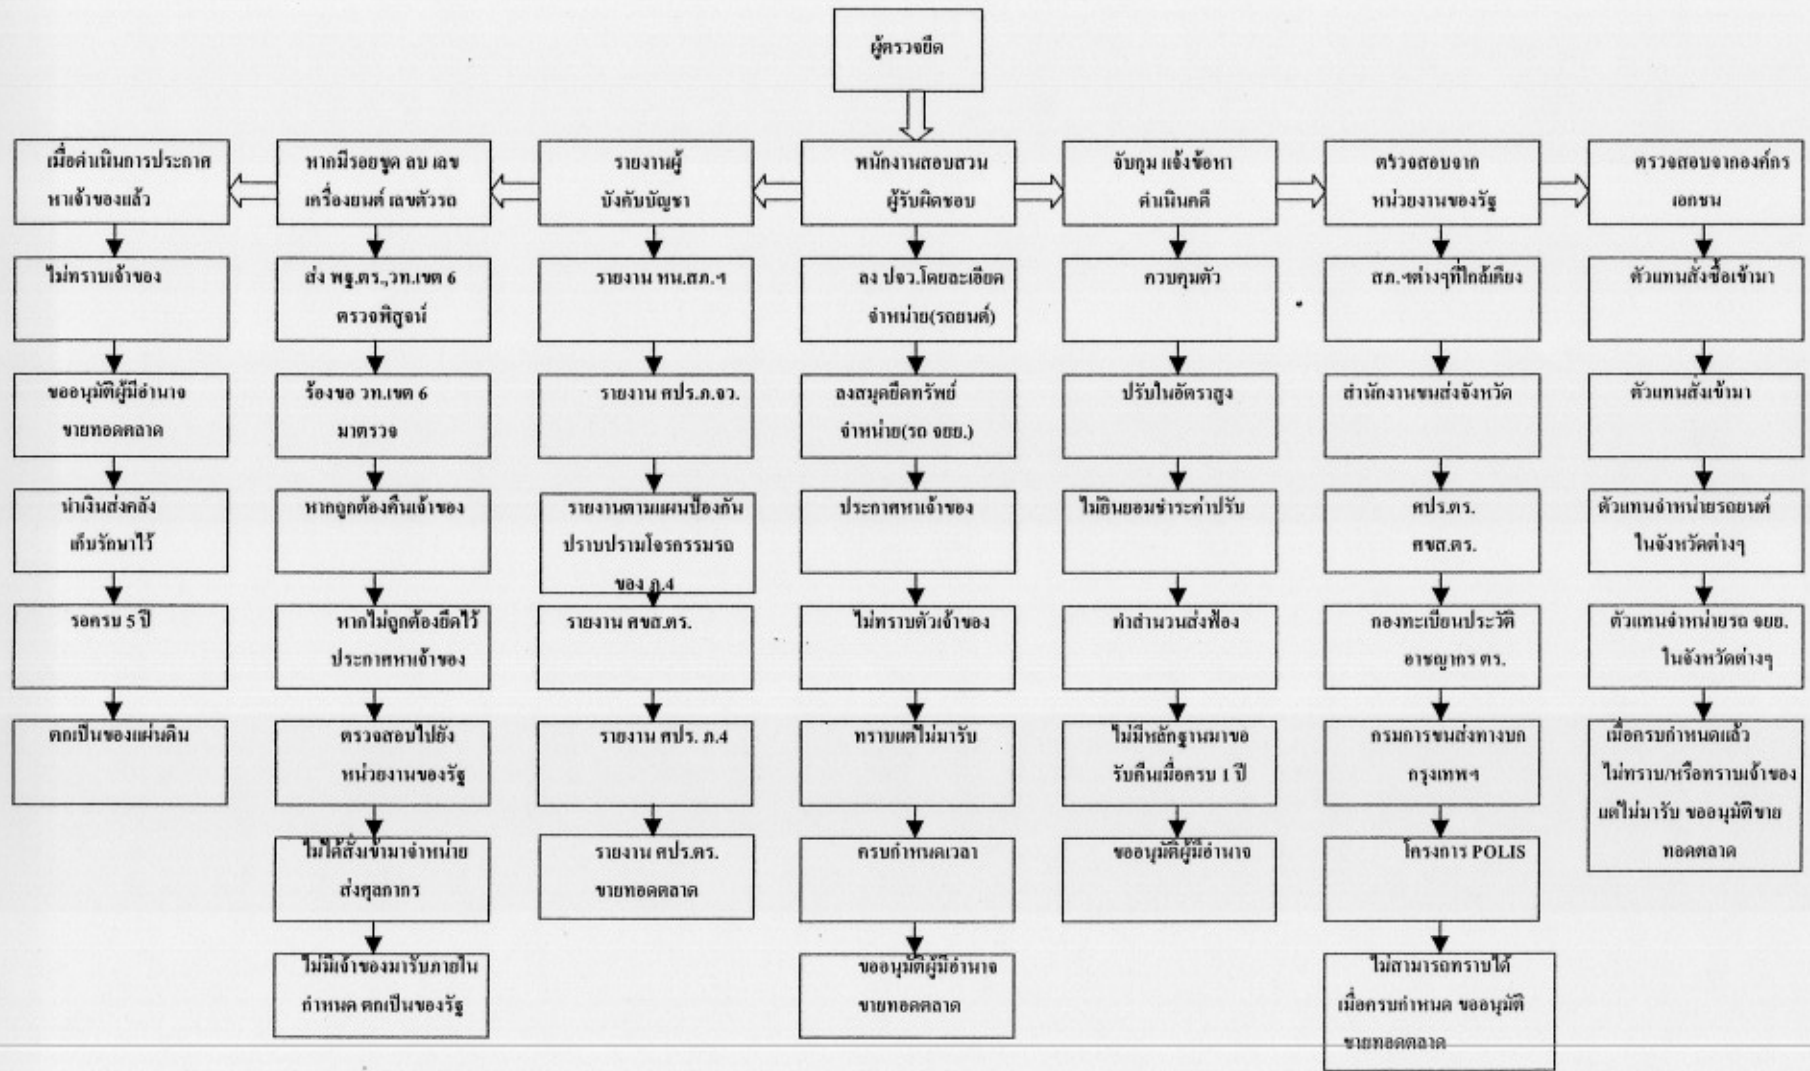 ผู้ตรวจยึด
เมื่อดำเนินการประกาศ
หาเจ้าของแล้ว
ไม่ทราบเจ้าของ
ขออนุมัติผู้มีอำนาจ
ขายทอดตลาด
นำเงินส่งคลัง
เก็บรักษาไว้
รอครบ 5 ปี
ตกเป็นของแผ่นดิน
หากมีรอยขูด ลบ เลข
เครื่องยนต์ เลขตัวรถ
ส่ง พฐ.ตร.,วท.เขต 6
ตรวจพิสูจน์
ร้องขอ วท.เขต 6
มาตรวจ
หากถูกต้องคืนเจ้าของ
หากไม่ถูกต้องยึดไว้
ประกาศหาเจ้าของ
ตรวจสอบไปยัง
หน่วยงานของรัฐ
ไม่ได้สั่งเข้ามาจำหน่าย
ส่งศุลกากร
ไม่มีเจ้าของมารับภายใน
กำหนด ตกเป็นของรัฐ
รายงานผู้
บังคับบัญชา
รายงาน หน.สภ.ฯ
รายงาน ศปร.ภ.จว.
รายงานตามแผนป้องกัน
ปราบปรามโจรกรรมรถ
ของ ภ.4
รายงาน ศขส.ตร.
รายงาน ศปร. ภ.4
รายงาน ศปร.ตร.
ขายทอดตลาด
พนักงานสอบสวน
ผู้รับผิดชอบ
ลง ปจว.โดยละเอียด
จำหน่าย(รถยนต์)
ลงสมุดยึดทรัพย์
จำหน่าย(รถ จยย.)
ประกาศหาเจ้าของ
ไม่ทราบตัวเจ้าของ
ทราบแต่ไม่มารับ
ครบกำหนดเวลา
ขออนุมัติผู้มีอำนาจ
ขายทอดตลาด
จับกุม แจ้งข้อหา
ดำเนินคดี
ควบคุมตัว
ปรับในอัตราสูง
ไม่ยินยอมชำระค่าปรับ
ทำสำนวนส่งฟ้อง
ไม่มีหลักฐานมาขอ
รับคืนเมื่อครบ 1 ปี
ขออนุมัติผู้มีอำนาจ
ตรวจสอบจาก
หน่วยงานของรัฐ
สภ.ฯต่างๆที่ใกล้เคียง
สำนักงานขนส่งจังหวัด
ศปร.ตร.
ศขส.ตร.
กองทะเบียนประวัติ
อาชญากร ตร.
กรมการขนส่งทางบก
กรุงเทพฯ
โครงการ POLIS
ไม่สามารถทราบได้
เมื่อครบกำหนด ขออนุมัติ
ขายทอดตลาด
ตรวจสอบจากองค์กร
เอกชน
ตัวแทนสั่งซื้อเข้ามา
ตัวแทนสั่งเข้ามา
ตัวแทนจำหน่ายรถยนต์
ในจังหวัดต่างๆ
ตัวแทนจำหน่ายรถ จยย.
ในจังหวัดต่างๆ
เมื่อครบกำหนดแล้ว
ไม่ทราบ/หรือทราบเจ้าของ
แต่ไม่มารับ ขออนุมัติขาย
ทอดตลาด